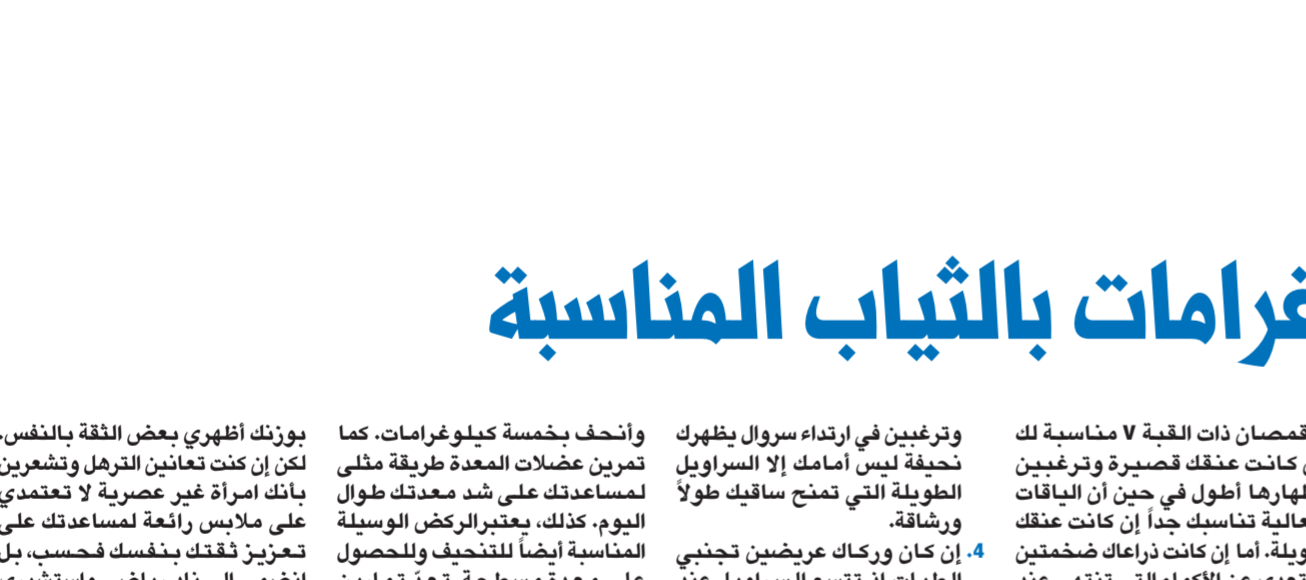 بالثياب المناسبة
قمصان ذات القبة V مناسبة لك
كانت عنقك قصيرة وترغبين
أطول في حين أن الياقات
تناسبك جداً إن كانت عنقك
أما إن كانت ذراعاك ضخمتين
وترغبين في ارتداء سروال يظهرك
نحيفة ليس أمامك إلا السراويل
الطويلة التي تمنح ساقيك طولاً
ورشاقة.
4. إن كان وركاك عريضين تجنبي
وأنحف بخمسة كيلوغرامات. كما
تمرين عضلات المعدة طريقة مثلى
لمساعدتك على شد معدتك طوال
اليوم. كذلك، يعتبرالركض الوسيلة
المناسبة أيضاً للتنحيف وللحصول
بوزنك أظهري بعض الثقة بالنفس.
لكن إن كنت تعانين الترهل وتشعرين
بأنك امرأة غير عصرية لا تعتمدي
على ملابس رائعة لمساعدتك على
تعزيز ثقتك بنفسك فحسب، بل